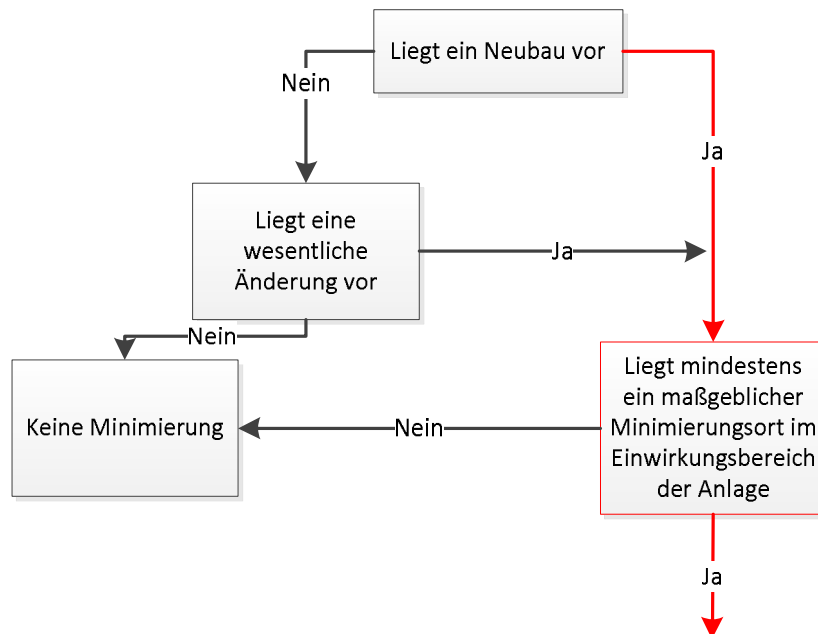 Liegt ein Neubau vor
Nein
Ja
Liegt eine
wesentliche
Änderung vor
Ja
Nein
Keine Minimierung
Liegt mindestens
ein maßgeblicher
Minimierungsort im
Einwirkungsbereich
der Anlage
Nein
Ja